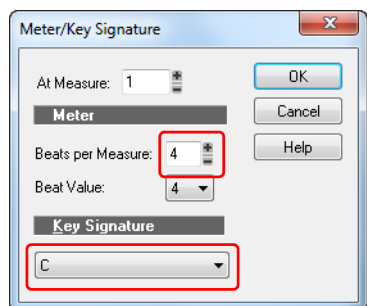 Meter/Key Signature
At Measure: 1
OK
Meter
Cancel
Beats per Measure: 4
Help
Beat Value: 4
Key Signature
C